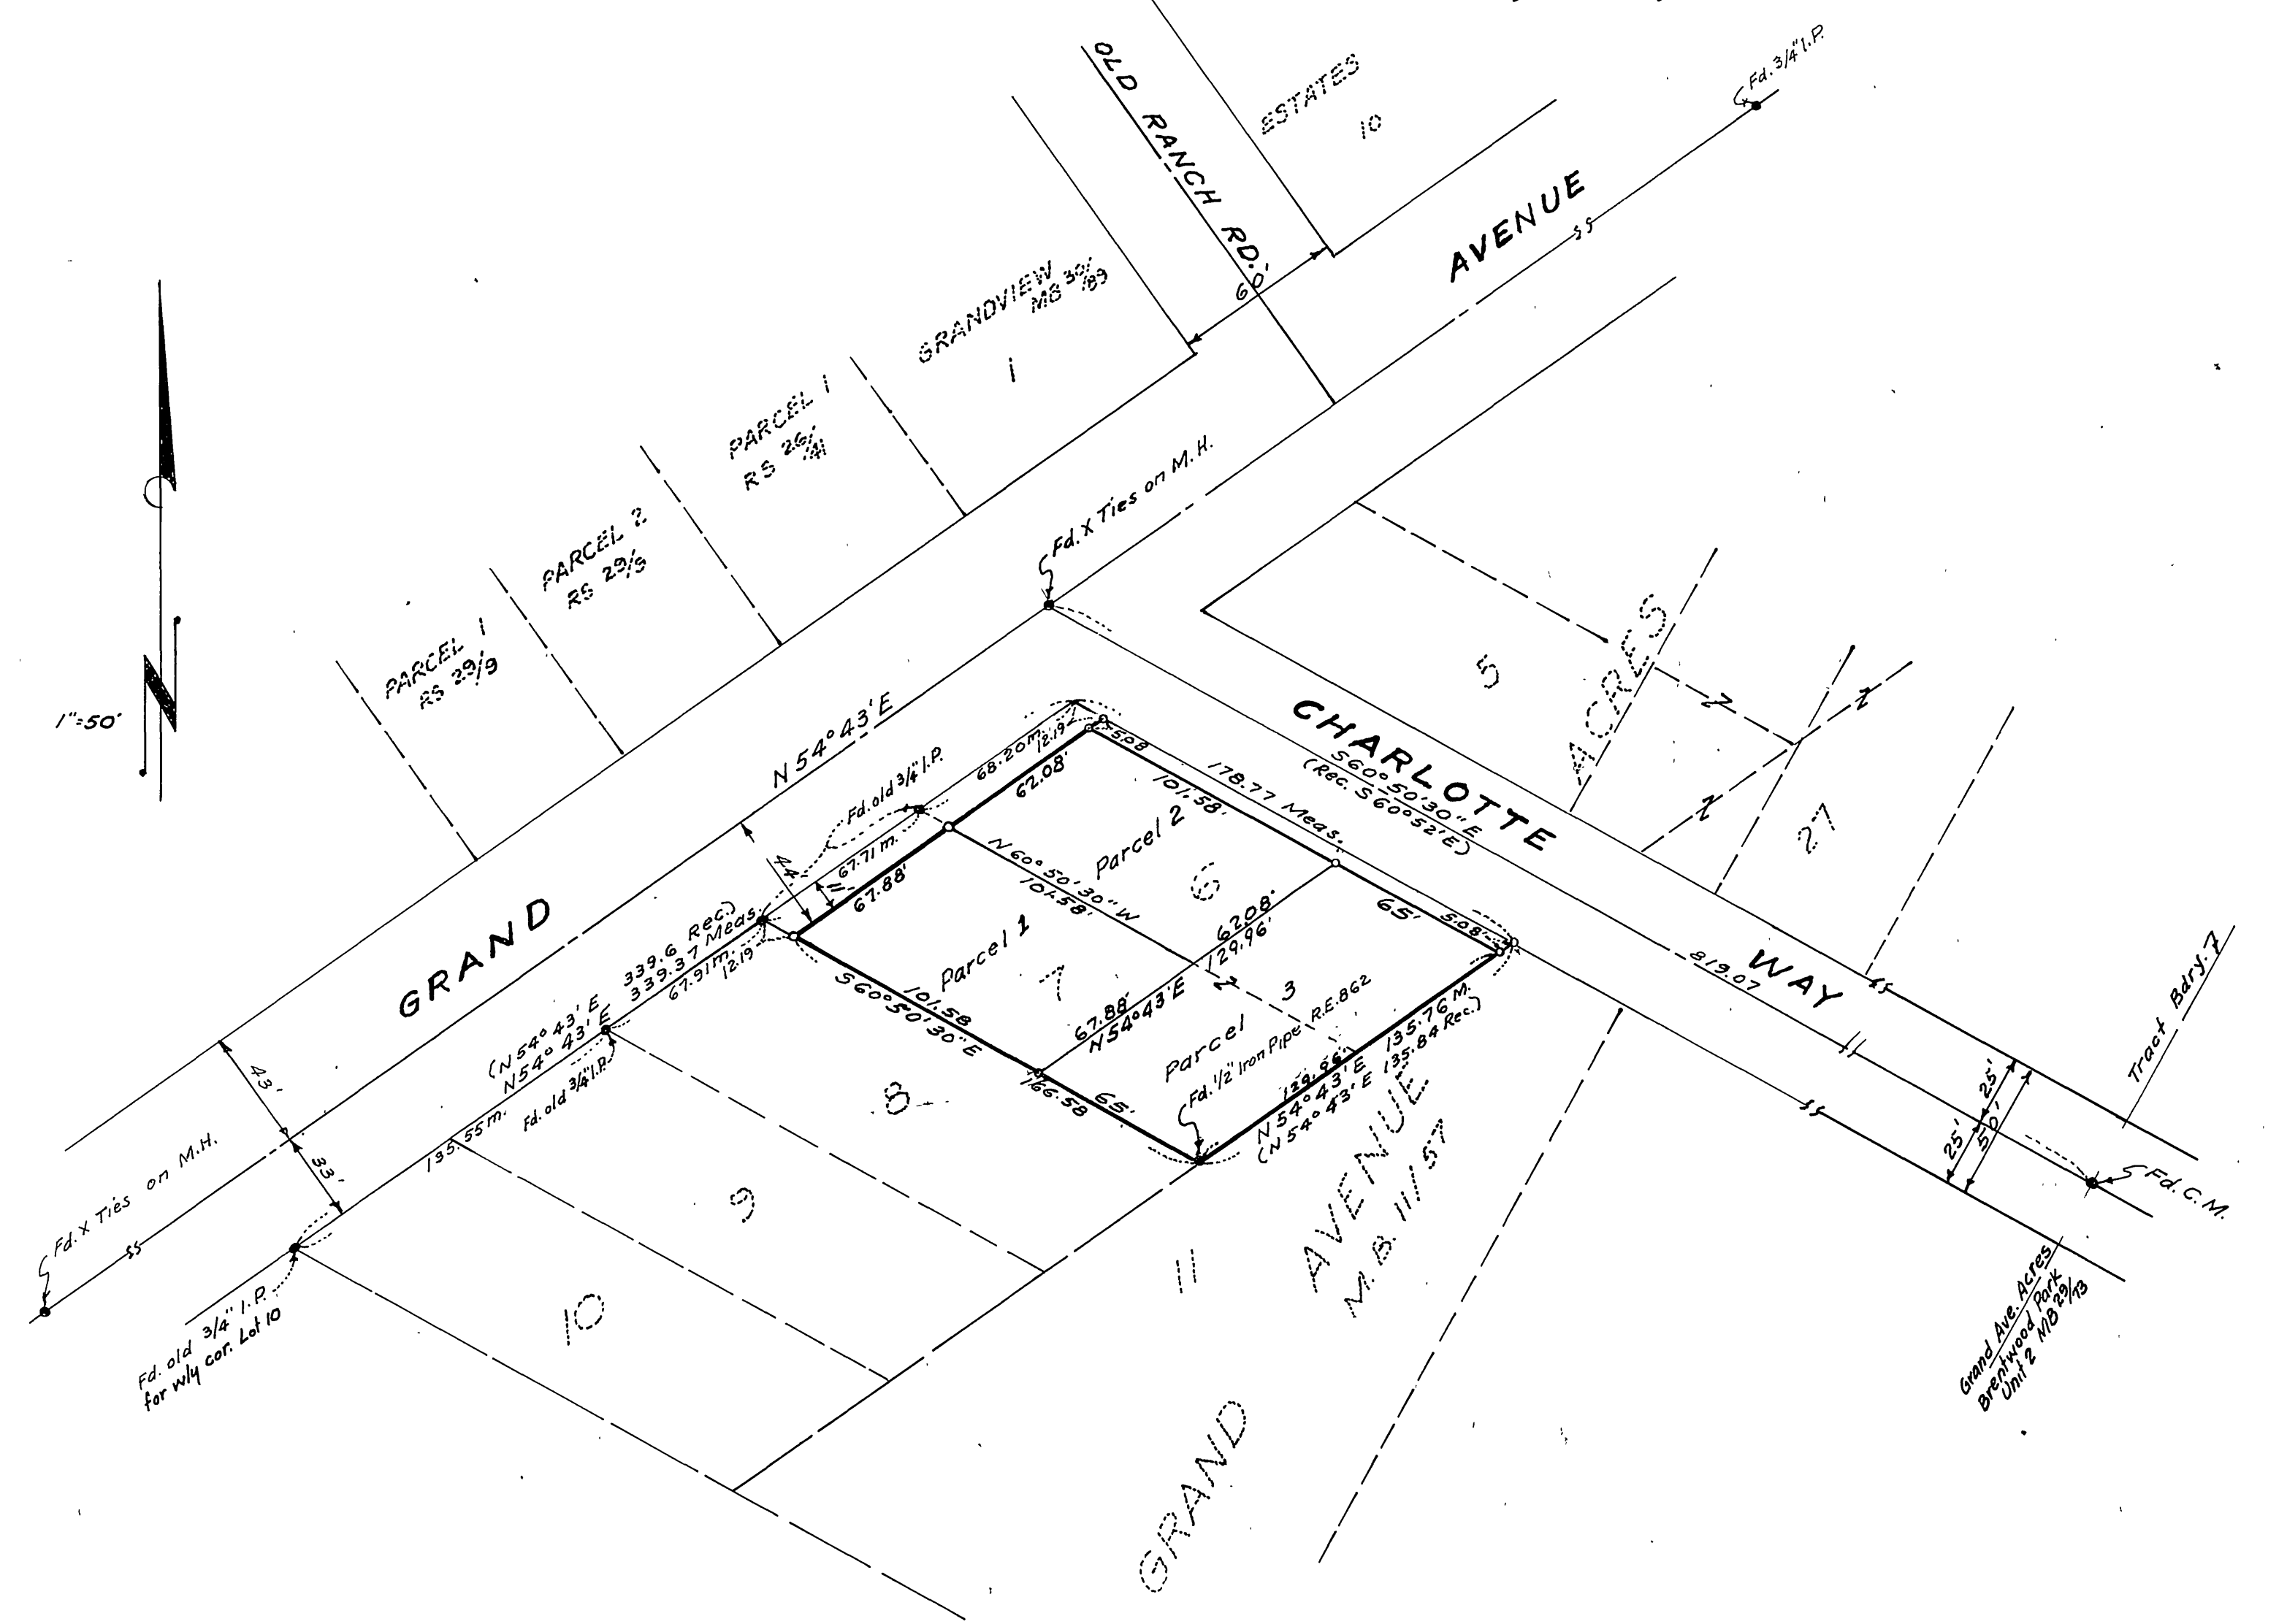 OLD RANCH RD.
60'
ESTATES
10
Fd. 3/4" I.P.
AVENUE
GRANDVIEW
MB 30/89
1
PARCEL 1
RS 26/41
PARCEL 2
RS 29/9
PARCEL 1
RS 29/9
1"=50'
N
Fd. X Ties on M.H.
N 54° 43' E
GRAND
43'
33'
44'
11'
Fd. old 3/4" I.P.
68.20 m.
12.19
5.08
62.08'
67.71 m.
67.88'
339.6 Rec.)
339.37 Meas.
67.91 m.
12.19
(N 54° 43' E
N 54° 43' E
Fd. old 3/4" I.P.
135.55 m.
Fd. X Ties on M.H.
Fd. old 3/4" I.P.
for w'ly cor. Lot 10
CHARLOTTE
S 60° 50' 30" E
(REC. S 60° 52' E)
WAY
819.07
178.77 Meas.
101.58'
Parcel 2
6
N 60° 50' 30" W
101.58'
Parcel 1
7
62.08'
129.96'
67.88'
N 54° 43' E
65'
5.08'
101.58
S 60° 50' 30" E
166.58
65'
3
Parcel
Fd. 1/2" Iron Pipe R.E. 862
129.96'
135.76 M.
N 54° 43' E
(N 54° 43' E 135.84 Rec.)
5
ACRES
27
8
9
10
11
AVENUE
M.B. 11/57
GRAND
25'
25'
50'
Tract Bdry.
Fd. C. M.
Grand Ave. Acres
Brentwood Park
Unit 2 MB 29/73